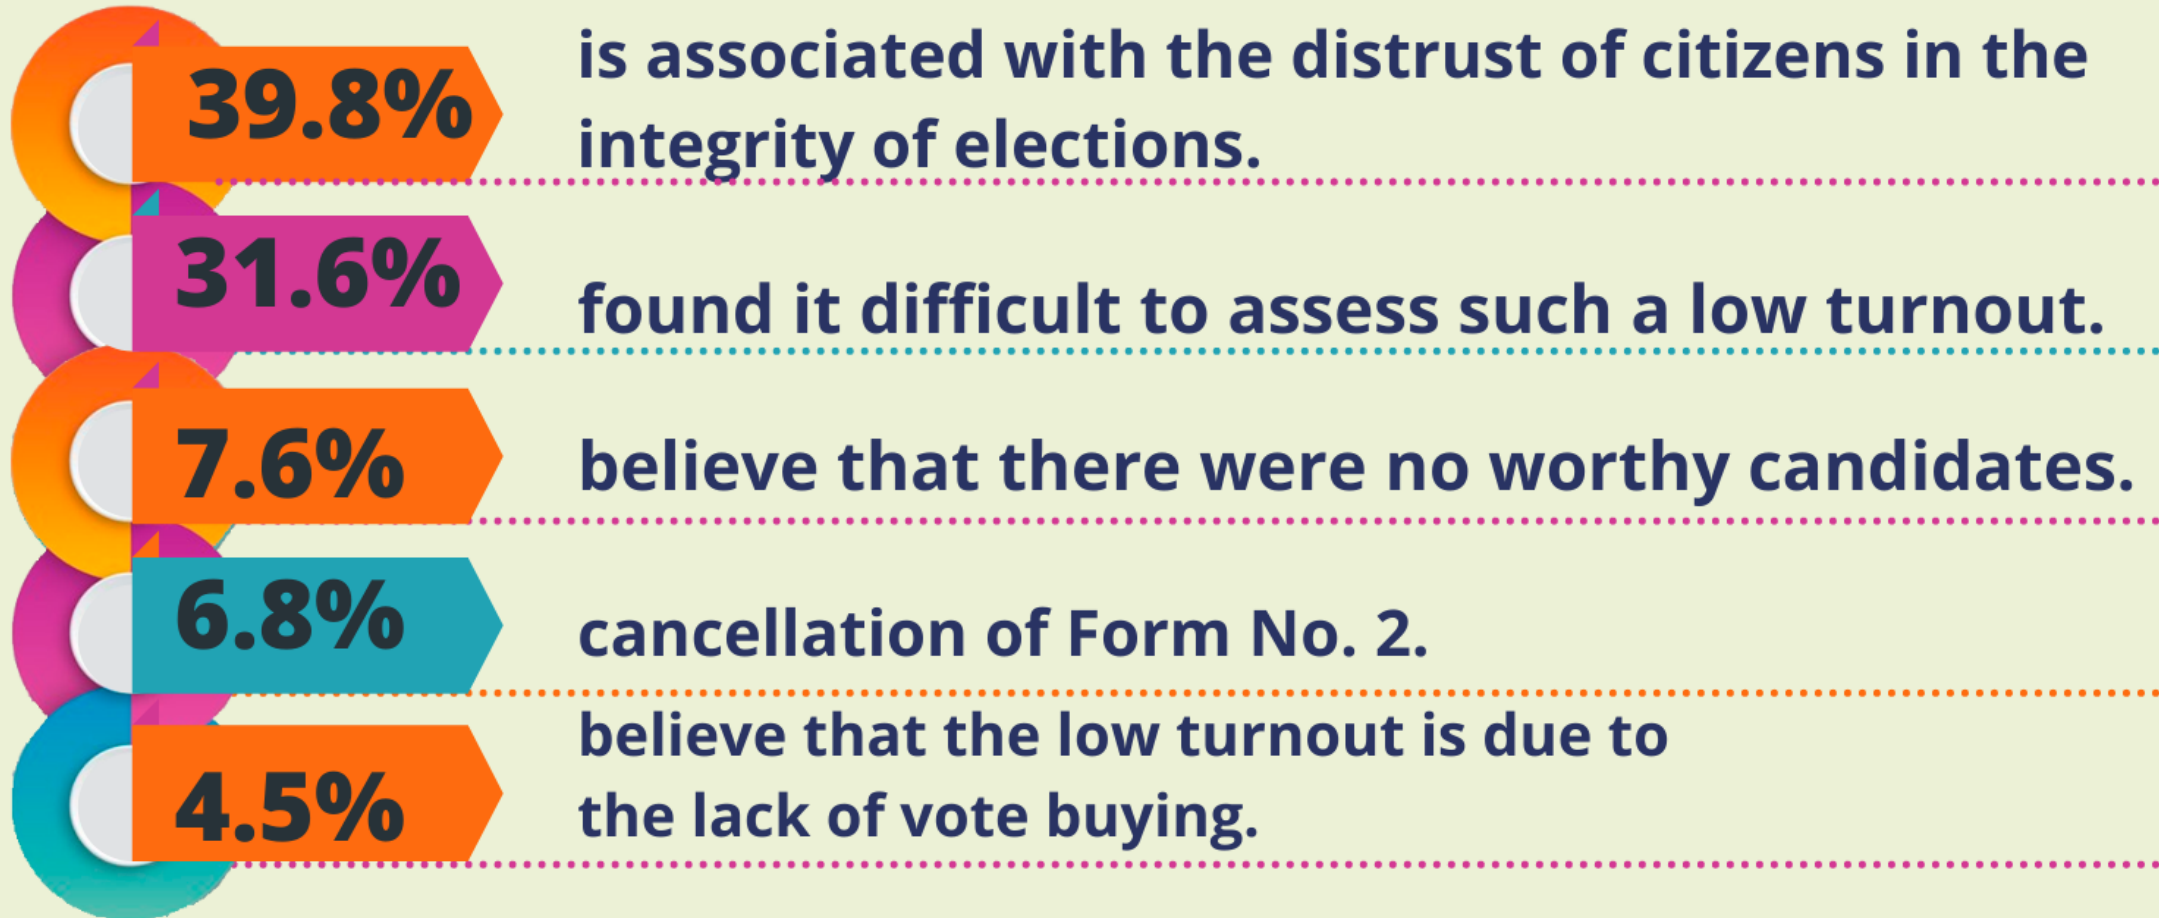 39.8%
is associated with the distrust of citizens in the
integrity of elections.
31.6%
found it difficult to assess such a low turnout.
7.6%
believe that there were no worthy candidates.
6.8%
cancellation of Form No. 2.
4.5%
believe that the low turnout is due to
the lack of vote buying.